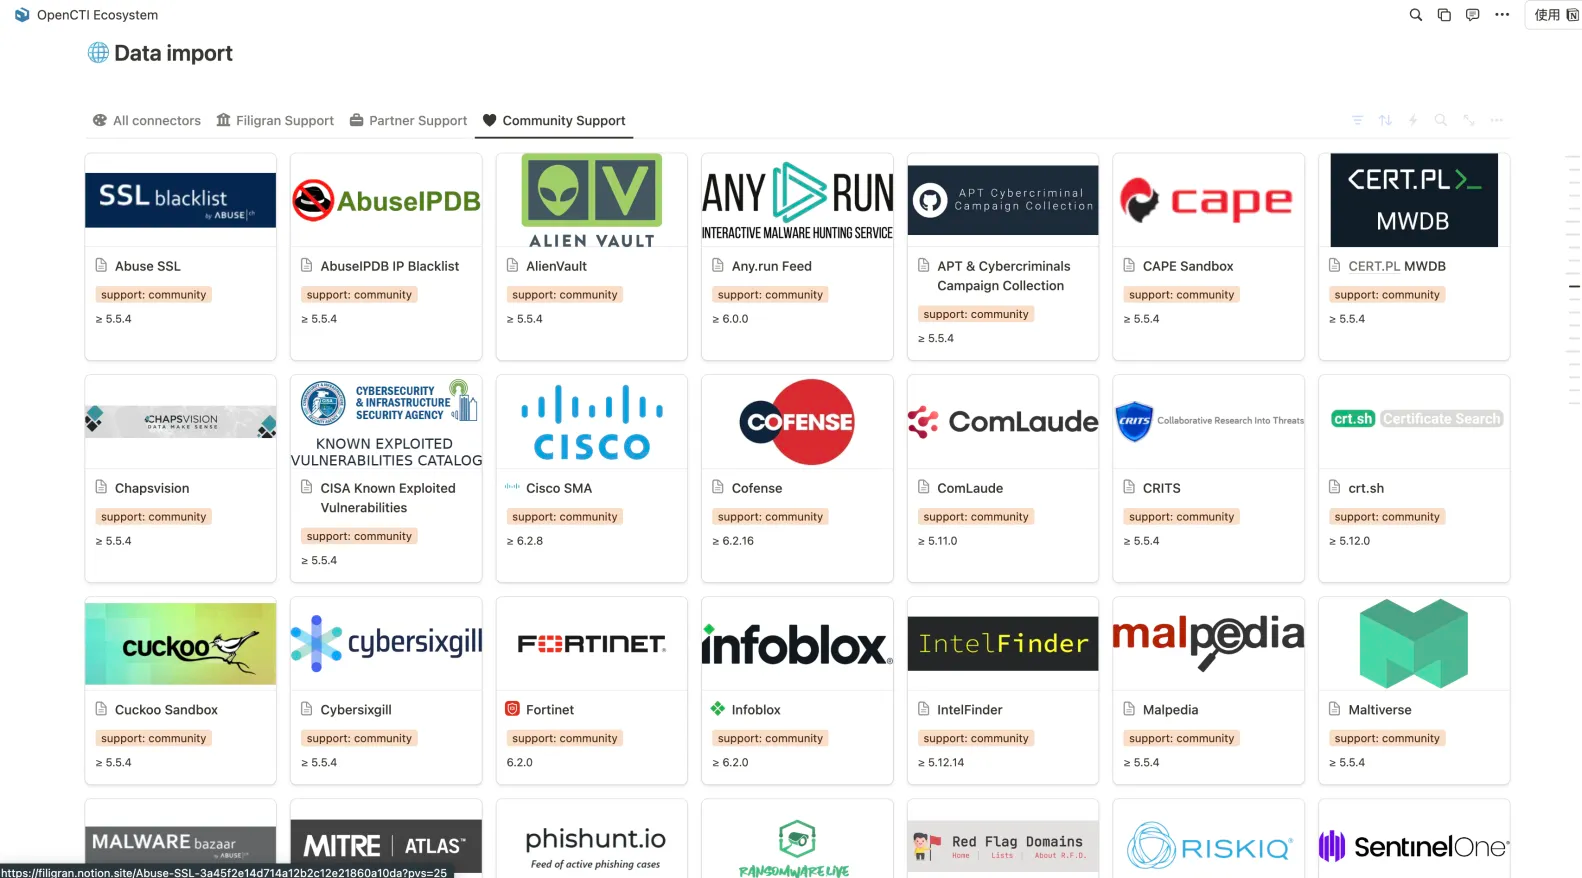 OpenCTI Ecosystem
使用
Data import
All connectors
Filigran Support
Partner Support
Community Support
SSL blacklist
by ABUSE ch
AbuseIPDB
ALIEN VAULT
ANY RUN
INTERACTIVE MALWARE HUNTING SERVICE
APT Cybercriminal
Campaign Collection
cape
CERT.PL>_
MWDB
Abuse SSL
support: community
≥ 5.5.4
AbuseIPDB IP Blacklist
support: community
≥ 5.5.4
AlienVault
support: community
≥ 5.5.4
Any.run Feed
support: community
≥ 6.0.0
APT & Cybercriminals
Campaign Collection
support: community
≥ 5.5.4
CAPE Sandbox
support: community
≥ 5.5.4
CERT.PL MWDB
support: community
≥ 5.5.4
CHAPSVISION
DATA MAKE SENSE
CYBERSECURITY
& INFRASTRUCTURE
SECURITY AGENCY
KNOWN EXPLOITED
VULNERABILITIES CATALOG
CISCO
COFENSE
ComLaude
CRITS
Collaborative Research Into Threats
crt.sh Certificate Search
Chapsvision
support: community
≥ 5.5.4
CISA Known Exploited
Vulnerabilities
support: community
≥ 5.5.4
Cisco SMA
support: community
≥ 6.2.8
Cofense
support: community
≥ 6.2.16
ComLaude
support: community
≥ 5.11.0
CRITS
support: community
≥ 5.5.4
crt.sh
support: community
≥ 5.12.0
cuckoo
cybersixgill
FORTINET
infoblox
IntelFinder
malpedia
Cuckoo Sandbox
support: community
≥ 5.5.4
Cybersixgill
support: community
≥ 5.5.4
Fortinet
support: community
6.2.0
Infoblox
support: community
≥ 6.2.0
IntelFinder
support: community
≥ 5.12.14
Malpedia
support: community
≥ 5.5.4
Maltiverse
support: community
≥ 5.5.4
MALWARE bazaar
by ABUSE ch
MITRE | ATLAS™
phishunt.io
Feed of active phishing cases
RANSOMWARE.LIVE
Red Flag Domains
Home | Lists | About R.F.D.
RISKIQ
SentinelOne
https://filigran.notion.site/Abuse-SSL-3a45f2e14d714a12b2c12e21860a10da?pvs=25